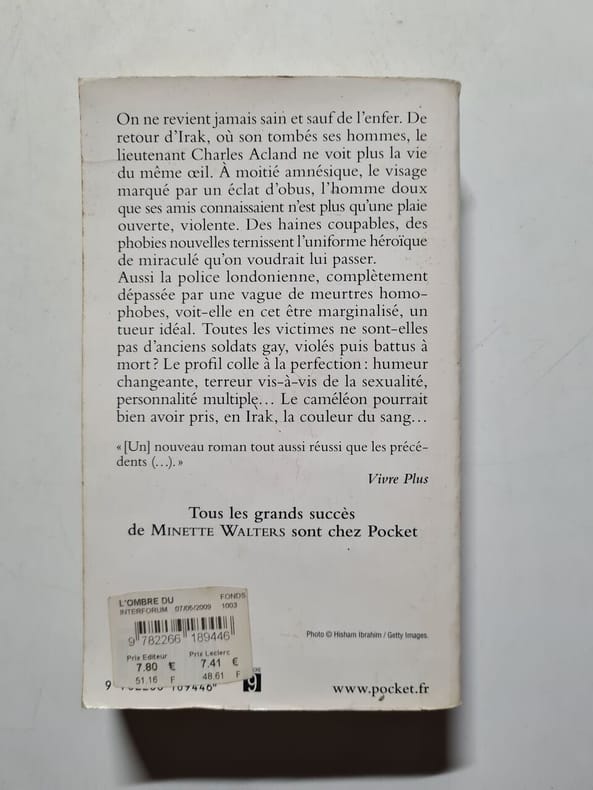 On ne revient jamais sain et sauf de l'enfer. De
retour d'Irak, où son tombés ses hommes, le
lieutenant Charles Acland ne voit plus la vie
du même œil. À moitié amnésique, le visage
marqué par un éclat d'obus, l'homme doux
que ses amis connaissaient n'est plus qu'une plaie
ouverte, violente. Des haines coupables, des
phobies nouvelles ternissent l'uniforme héroïque
de miraculé qu'on voudrait lui passer.
Aussi la police londonienne, complètement
dépassée par une vague de meurtres homo-
phobes, voit-elle en cet être marginalisé, un
tueur idéal. Toutes les victimes ne sont-elles
pas d'anciens soldats gay, violés puis battus à
mort ? Le profil colle à la perfection : humeur
changeante, terreur vis-à-vis de la sexualité,
personnalité multiple… Le caméléon pourrait
bien avoir pris, en Irak, la couleur du sang…
« [Un] nouveau roman tout aussi réussi que les précé-
dents (…). »
Vivre Plus
Tous les grands succès
de MINETTE WALTERS sont chez Pocket
L'OMBRE DU FONDS
INTERFORUM 07/05/2009 1003
9 782266 189446
Prix Editeur Prix Leclerc
7.80 € 7.41 €
51.16 F 48.61 F
Photo © Hisham Ibrahim / Getty Images.
9
www.pocket.fr